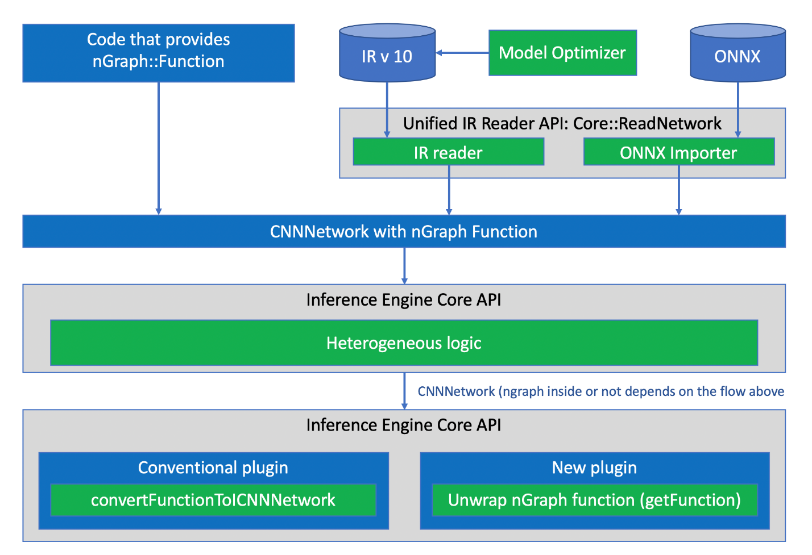 Code that provides
nGraph::Function
IR v 10
Model Optimizer
ONNX
Unified IR Reader API: Core::ReadNetwork
IR reader
ONNX Importer
CNNNetwork with nGraph Function
Inference Engine Core API
Heterogeneous logic
CNNNetwork (ngraph inside or not depends on the flow above
Inference Engine Core API
Conventional plugin
convertFunctionToICNNNetwork
New plugin
Unwrap nGraph function (getFunction)